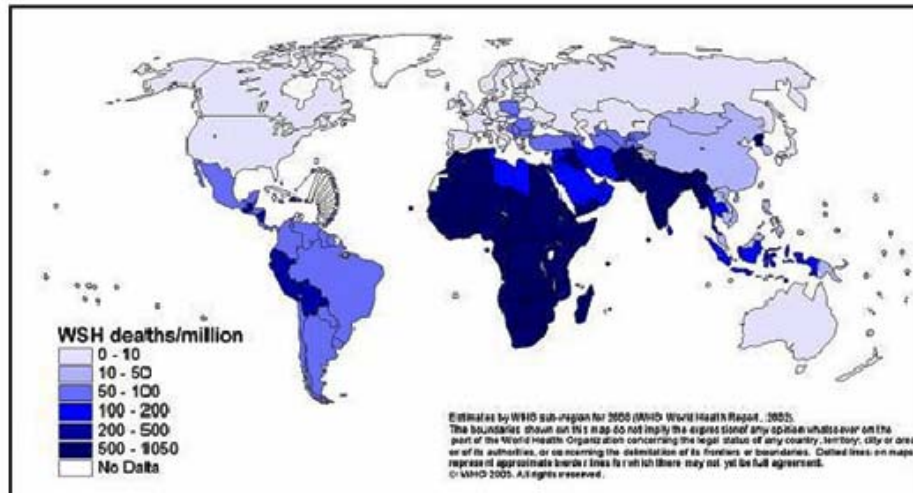 WSH deaths/million
0 - 10
10 - 50
50 - 100
100 - 200
200 - 500
500 - 1050
No Data
Estimates by WHO sub-region for 2000 (WHO World Health Report, 2002).
The boundaries shown on this map do not imply the expression of any opinion whatsoever on the
part of the World Health Organization concerning the legal status of any country, territory, city or area
or of its authorities, or concerning the delimitation of its frontiers or boundaries. Dotted lines on maps
represent approximate border lines for which there may not yet be full agreement.
© WHO 2005. All rights reserved.